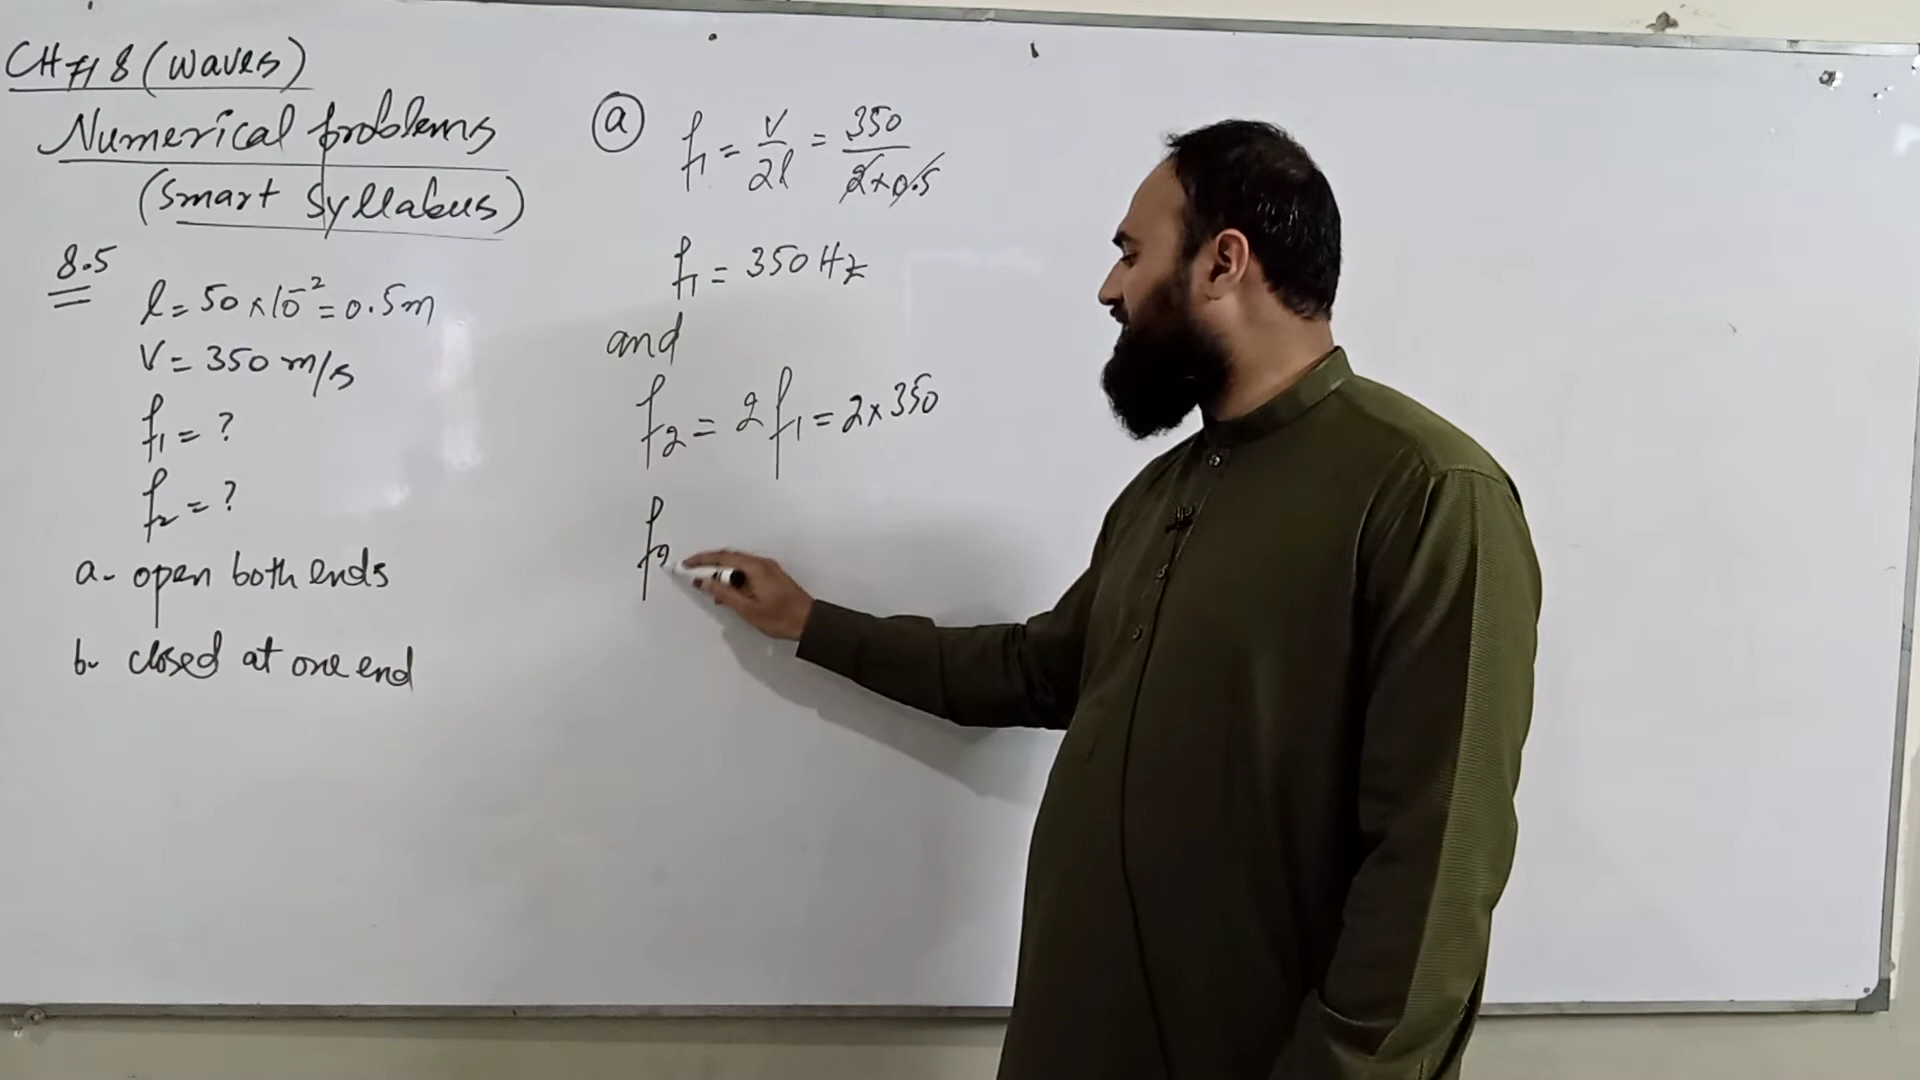 CH # 8 (waves)
Numerical problems
(Smart Syllabus)
8.5
l = 50 × 10⁻² = 0.5 m
V = 350 m/s
f₁ = ?
f₂ = ?
a- open both ends
b- closed at one end
ⓐ f₁ = V/2l = 350/2×0.5
f₁ = 350 Hz
and
f₂ = 2f₁ = 2×350
f₂